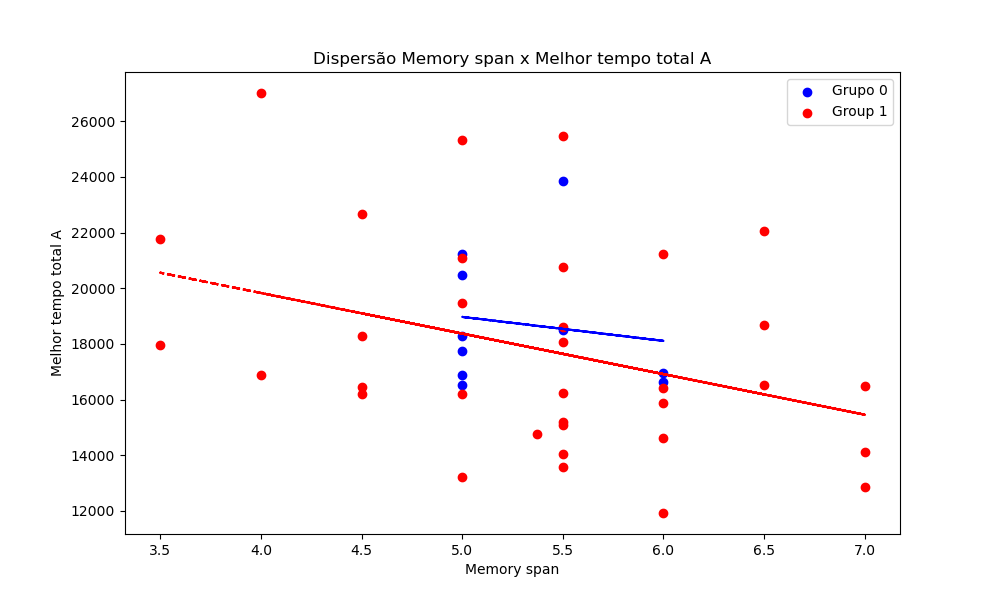 Dispersão Memory span x Melhor tempo total A
Grupo 0
Group 1
Melhor tempo total A
26000
24000
22000
20000
18000
16000
14000
12000
3.5 4.0 4.5 5.0 5.5 6.0 6.5 7.0
Memory span